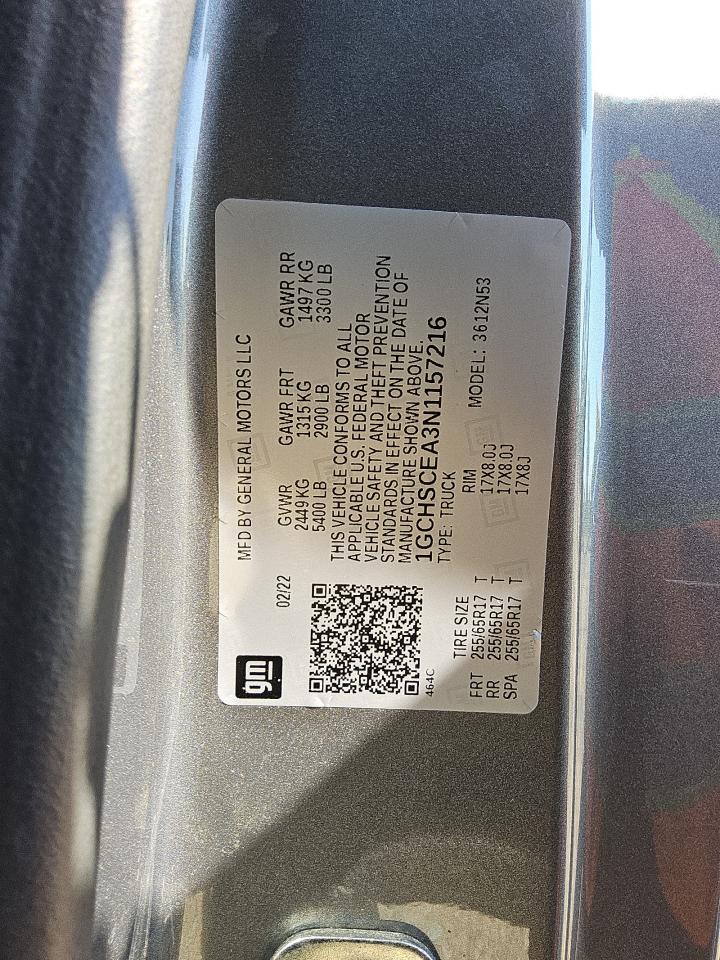 gm
MFD BY GENERAL MOTORS LLC
02/22
GVWR GAWR FRT GAWR RR
2449 KG 1315 KG 1497 KG
5400 LB 2900 LB 3300 LB
THIS VEHICLE CONFORMS TO ALL
APPLICABLE U.S. FEDERAL MOTOR
VEHICLE SAFETY AND THEFT PREVENTION
STANDARDS IN EFFECT ON THE DATE OF
MANUFACTURE SHOWN ABOVE.
1GCHSCEA3N1157216
464C
TYPE: TRUCK
TIRE SIZE RIM MODEL: 3612N53
FRT 255/65R17 T 17X8.0J
RR 255/65R17 T 17X8.0J
SPA 255/65R17 T 17X8J